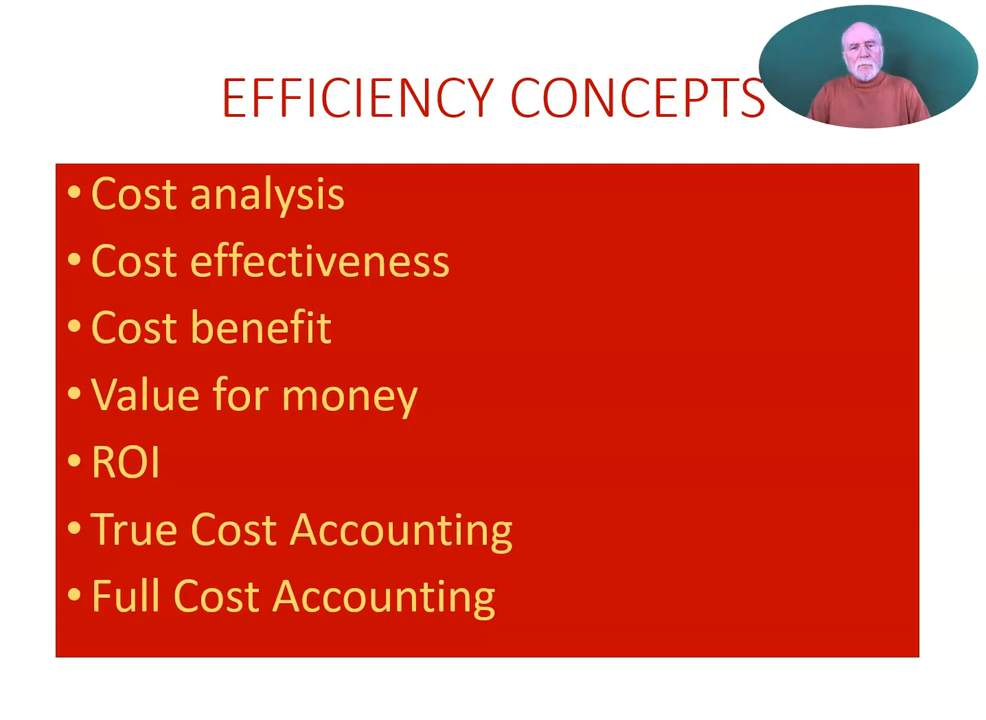 EFFICIENCY CONCEPTS
• Cost analysis
• Cost effectiveness
• Cost benefit
• Value for money
• ROI
• True Cost Accounting
• Full Cost Accounting